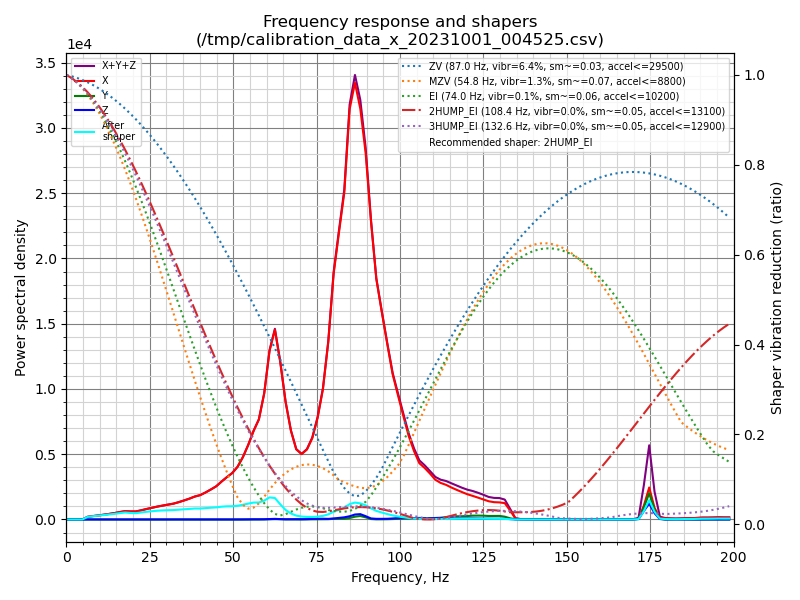 Frequency response and shapers
(/tmp/calibration_data_x_20231001_004525.csv)
1e4
X+Y+Z
X
Y
Z
After
shaper
ZV (87.0 Hz, vibr=6.4%, sm~=0.03, accel<=29500)
MZV (54.8 Hz, vibr=1.3%, sm~=0.07, accel<=8800)
EI (74.0 Hz, vibr=0.1%, sm~=0.06, accel<=10200)
2HUMP_EI (108.4 Hz, vibr=0.0%, sm~=0.05, accel<=13100)
3HUMP_EI (132.6 Hz, vibr=0.0%, sm~=0.05, accel<=12900)
Recommended shaper: 2HUMP_EI
3.5
3.0
2.5
2.0
1.5
1.0
0.5
0.0
Power spectral density
1.0
0.8
0.6
0.4
0.2
0.0
Shaper vibration reduction (ratio)
0 25 50 75 100 125 150 175 200
Frequency, Hz